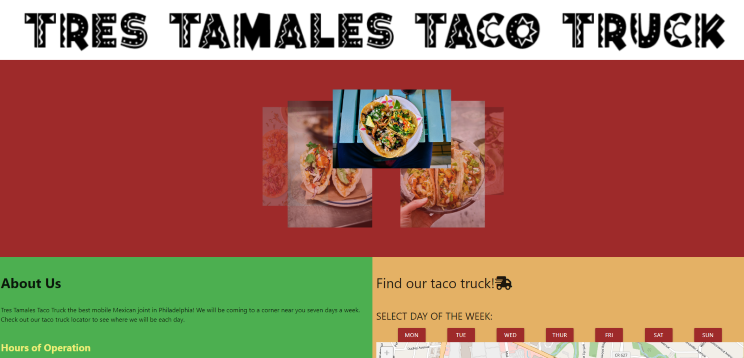 TRES TAMALES TACO TRUCK
About Us
Find our taco truck!
Tres Tamales Taco Truck the best mobile Mexican joint in Philadelphia! We will be coming to a corner near you seven days a week.
Check out our taco truck locator to see where we will be each day.
SELECT DAY OF THE WEEK:
MON TUE WED THUR FRI SAT SUN
Hours of Operation